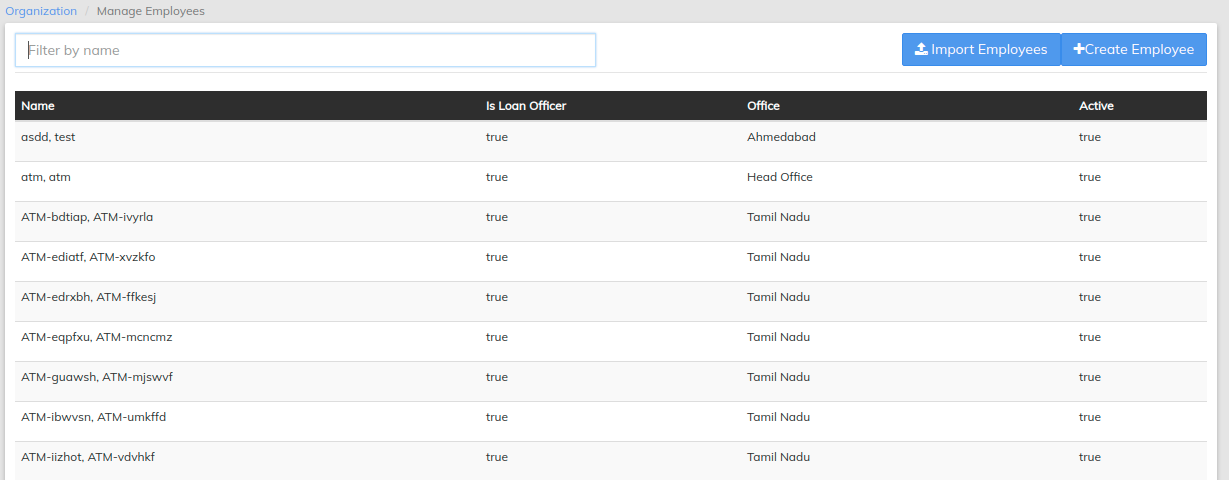 Organization / Manage Employees
Filter by name
Import Employees
Create Employee
Name Is Loan Officer Office Active
asdd, test true Ahmedabad true
atm, atm true Head Office true
ATM-bdtiap, ATM-ivyrla true Tamil Nadu true
ATM-ediatf, ATM-xvzkfo true Tamil Nadu true
ATM-edrxbh, ATM-ffkesj true Tamil Nadu true
ATM-eqpfxu, ATM-mcncmz true Tamil Nadu true
ATM-guawsh, ATM-mjswvf true Tamil Nadu true
ATM-ibwvsn, ATM-umkffd true Tamil Nadu true
ATM-iizhot, ATM-vdvhkf true Tamil Nadu true